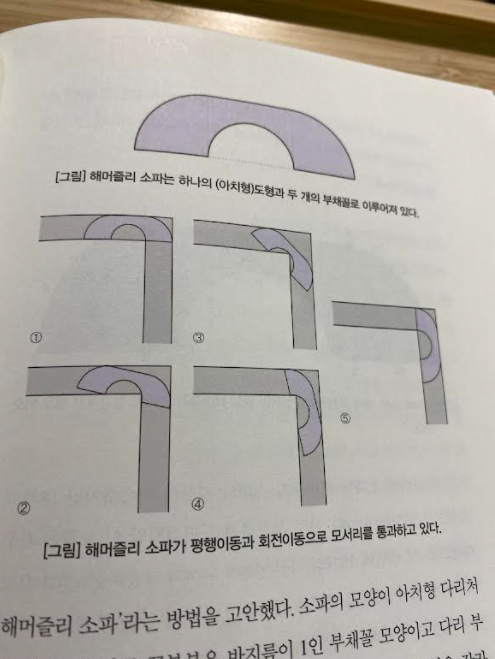 [그림] 해머즐리 소파는 하나의 (아치형)도형과 두 개의 부채꼴로 이루어져 있다.
①
③
⑤
②
④
[그림] 해머즐리 소파가 평행이동과 회전이동으로 모서리를 통과하고 있다.
해머즐리 소파'라는 방법을 고안했다. 소파의 모양이 아치형 다리처
반지름이 1인 부채꼴 모양이고 다리 부